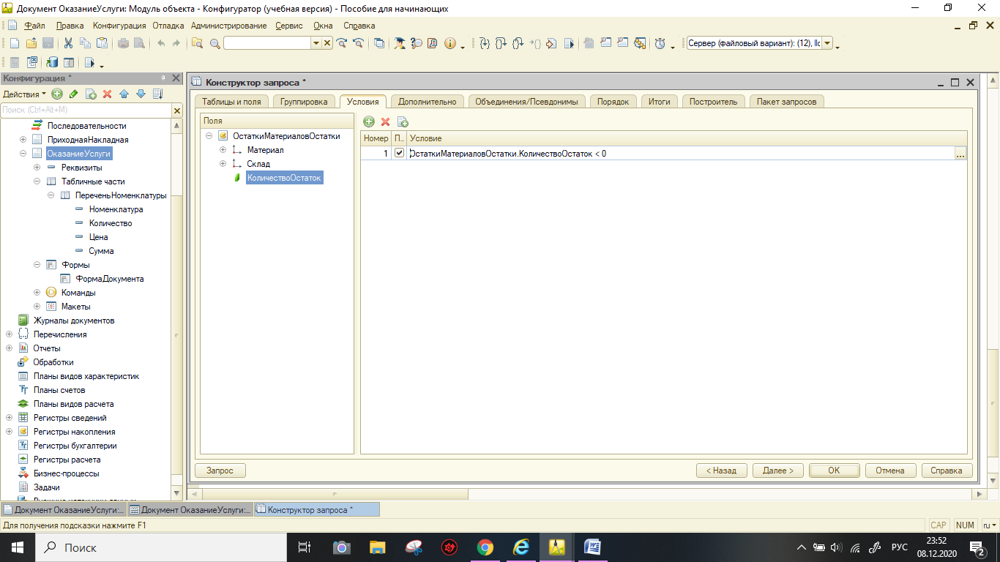 Документ ОказаниеУслуги: Модуль объекта - Конфигуратор (учебная версия) - Пособие для начинающих
Файл Правка Конфигурация Отладка Администрирование Сервис Окна Справка
Сервер (файловый вариант): (12), llc
Конфигурация *
Действия
Поиск (Ctrl+Alt+M)
Последовательности
ПриходнаяНакладная
ОказаниеУслуги
Реквизиты
Табличные части
ПереченьНоменклатуры
Номенклатура
Количество
Цена
Сумма
Формы
ФормаДокумента
Команды
Макеты
Журналы документов
Перечисления
Отчеты
Обработки
Планы видов характеристик
Планы счетов
Планы видов расчета
Регистры сведений
Регистры накопления
Регистры бухгалтерии
Регистры расчета
Бизнес-процессы
Задачи
Конструктор запроса *
Таблицы и поля Группировка Условия Дополнительно Объединения/Псевдонимы Порядок Итоги Построитель Пакет запросов
Поля
ОстаткиМатериаловОстатки
Материал
Склад
КоличествоОстаток
Номер П... Условие
1 ОстаткиМатериаловОстатки.КоличествоОстаток < 0 ...
Запрос < Назад Далее > ОК Отмена Справка
Документ ОказаниеУслуги:... Документ ОказаниеУслуги:... Конструктор запроса *
Для получения подсказки нажмите F1 CAP NUM ru
Поиск РУС 23:52
08.12.2020 2